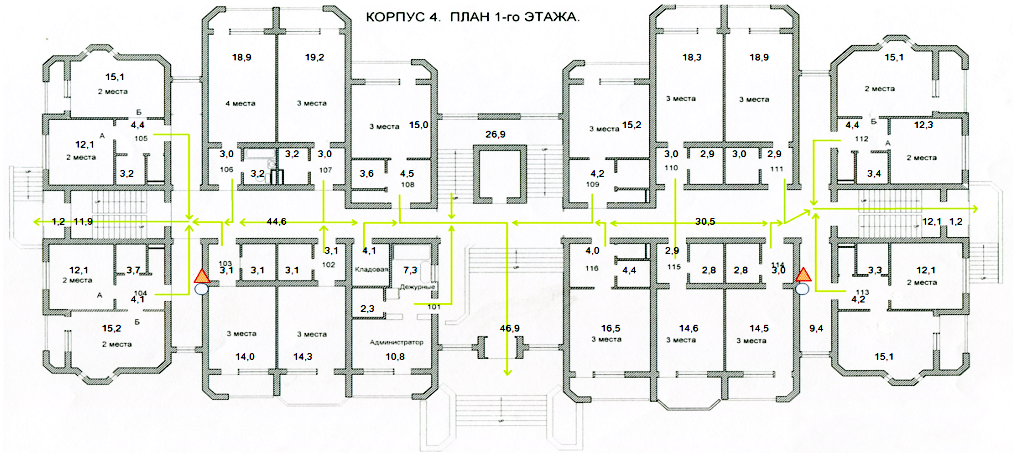 КОРПУС 4. ПЛАН 1-го ЭТАЖА.
18,9
4 места
19,2
3 места
3 места
15,0
26,9
3 места
15,2
18,3
3 места
18,9
3 места
15,1
2 места
Б
А
4,4
105
12,1
2 места
3,2
3,0
106
3,2
3,2
3,0
107
3,6
4,5
108
4,2
109
3,0
110
2,9
3,0
2,9
111
15,1
2 места
4,4
Б
112
А
12,3
2 места
3,4
1,2
11,9
44,6
30,5
12,1
1,2
12,1
2 места
А
3,7
104
4,1
Б
15,2
2 места
103
3,1
3,1
3,1
3,1
102
4,1
Кладовая
7,3
Дежурные
101
2,3
Администратор
10,8
3 места
14,0
3 места
14,3
46,9
4,0
116
4,4
16,5
3 места
2,9
115
2,8
14,6
3 места
2,8
114
3,0
14,5
3 места
9,4
3,3
113
4,2
12,1
2 места
15,1